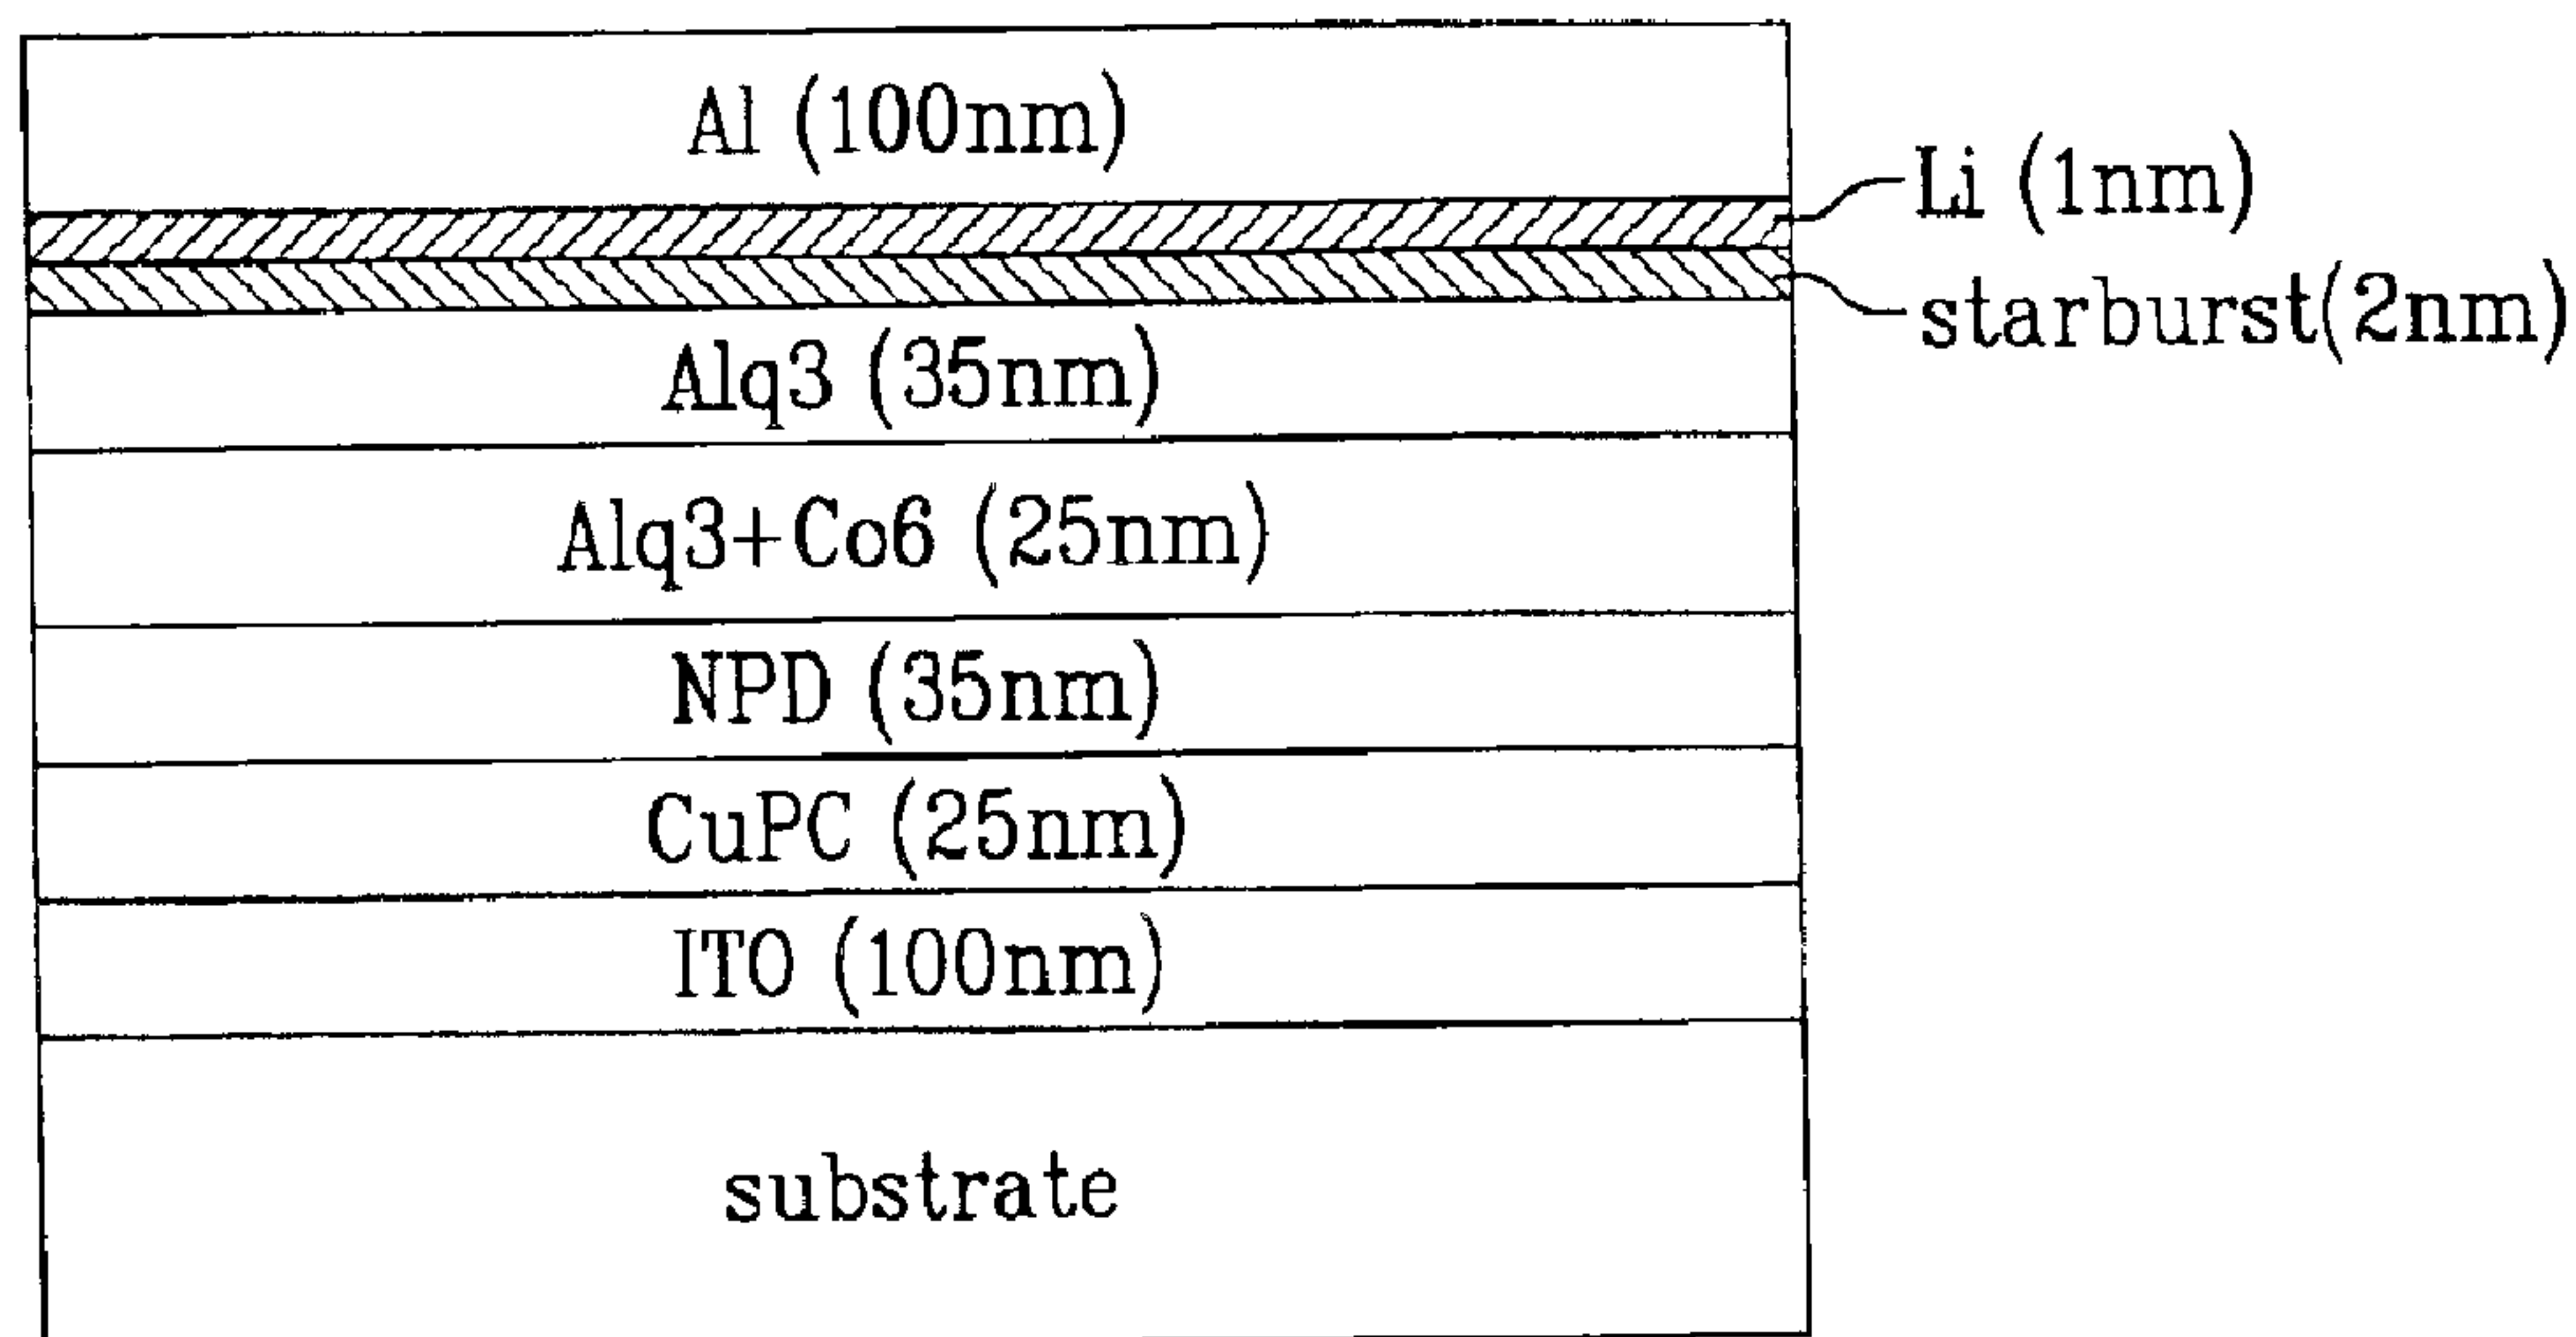 Al (100nm)
Li (1nm)
starburst(2nm)
Alq3 (35nm)
Alq3+Co6 (25nm)
NPD (35nm)
CuPC (25nm)
ITO (100nm)
substrate